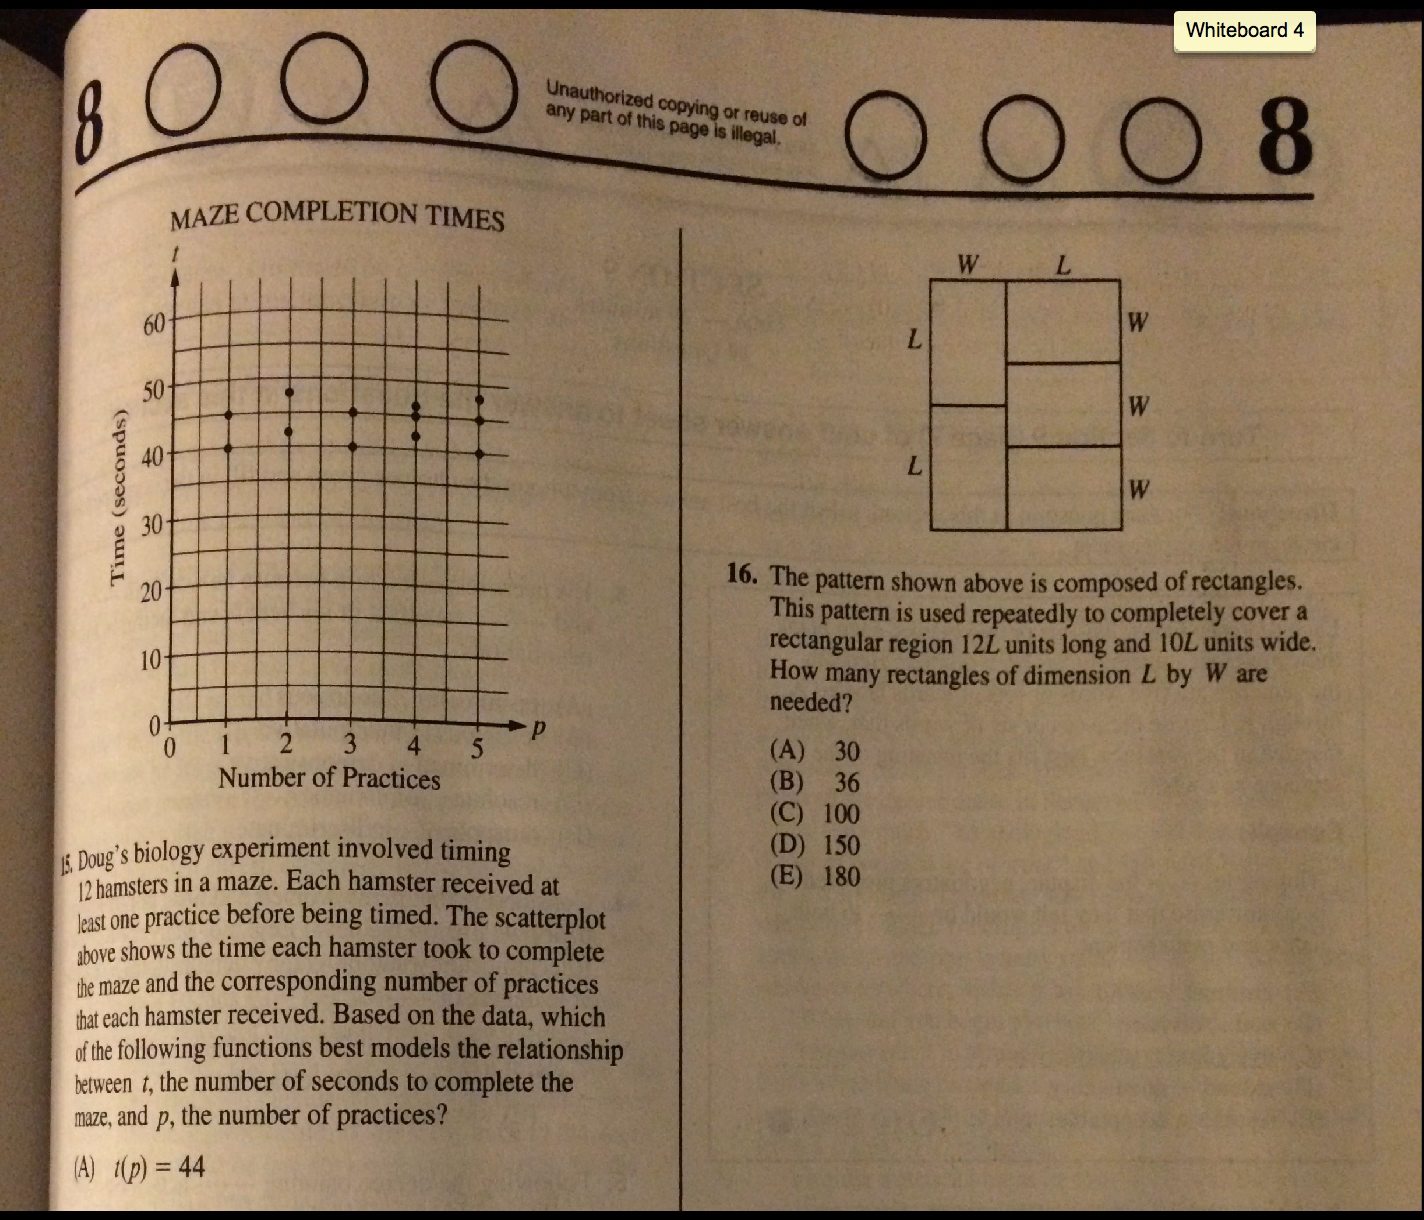 Whiteboard 4
8
Unauthorized copying or reuse of
any part of this page is illegal.
8
MAZE COMPLETION TIMES
t
60
50
40
30
20
10
0
Time (seconds)
0 1 2 3 4 5 p
Number of Practices
15. Doug's biology experiment involved timing
12 hamsters in a maze. Each hamster received at
least one practice before being timed. The scatterplot
above shows the time each hamster took to complete
the maze and the corresponding number of practices
that each hamster received. Based on the data, which
of the following functions best models the relationship
between t, the number of seconds to complete the
maze, and p, the number of practices?
(A) t(p) = 44
W L
L W
W
L W
16. The pattern shown above is composed of rectangles.
This pattern is used repeatedly to completely cover a
rectangular region 12L units long and 10L units wide.
How many rectangles of dimension L by W are
needed?
(A) 30
(B) 36
(C) 100
(D) 150
(E) 180